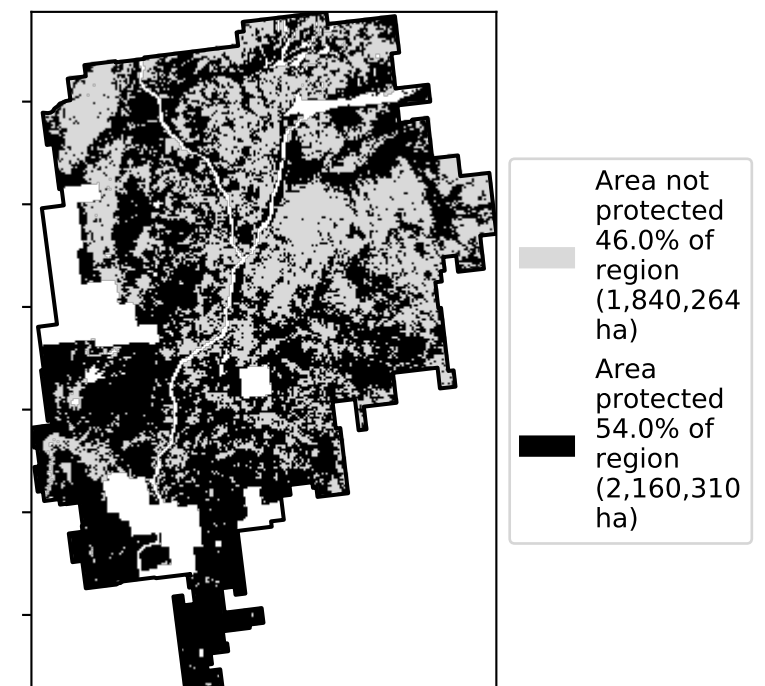 Area not
protected
46.0% of
region
(1,840,264
ha)
Area
protected
54.0% of
region
(2,160,310
ha)